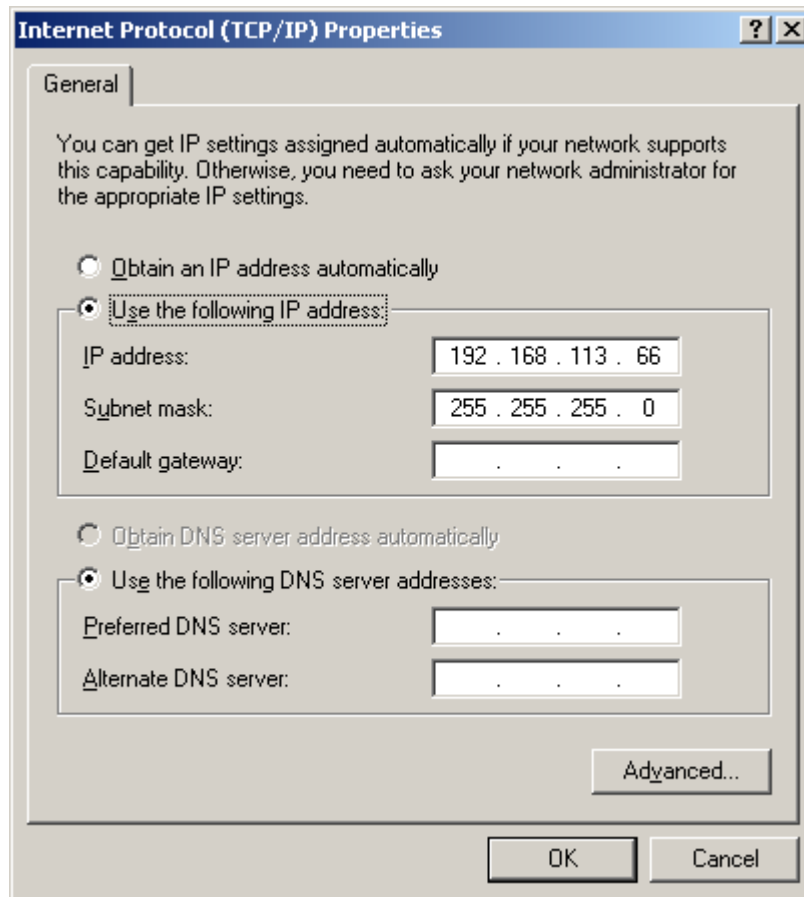 Internet Protocol (TCP/IP) Properties
General
You can get IP settings assigned automatically if your network supports
this capability. Otherwise, you need to ask your network administrator for
the appropriate IP settings.
Obtain an IP address automatically
Use the following IP address:
IP address: 192 . 168 . 113 . 66
Subnet mask: 255 . 255 . 255 . 0
Default gateway: . . .
Obtain DNS server address automatically
Use the following DNS server addresses:
Preferred DNS server: . . .
Alternate DNS server: . . .
Advanced...
OK Cancel